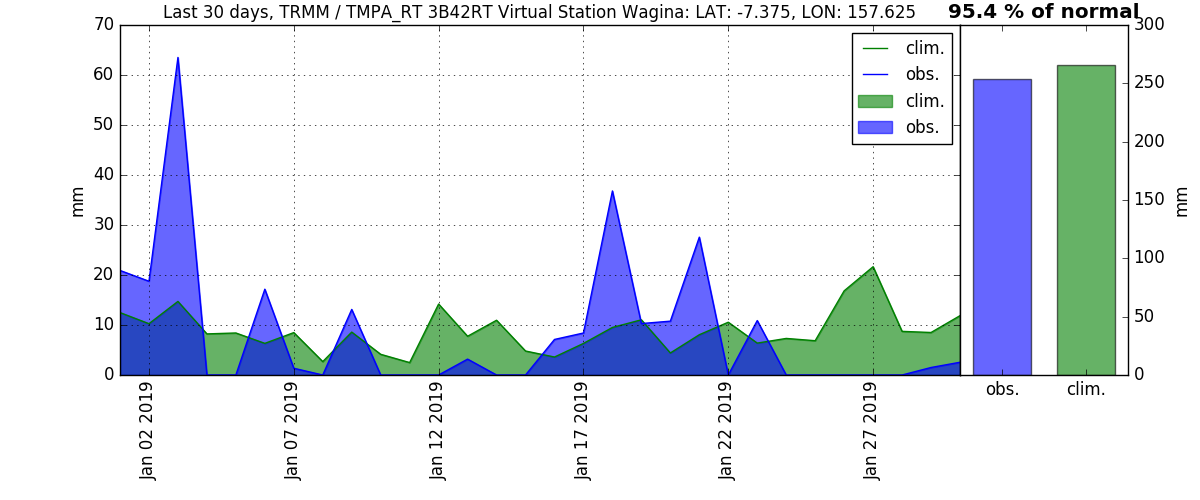 Last 30 days, TRMM / TMPA_RT 3B42RT Virtual Station Wagina: LAT: -7.375, LON: 157.625
95.4 % of normal
70
60
50
40
30
20
10
0
mm
clim.
obs.
clim.
obs.
Jan 02 2019
Jan 07 2019
Jan 12 2019
Jan 17 2019
Jan 22 2019
Jan 27 2019
300
250
200
150
100
50
0
mm
obs.
clim.